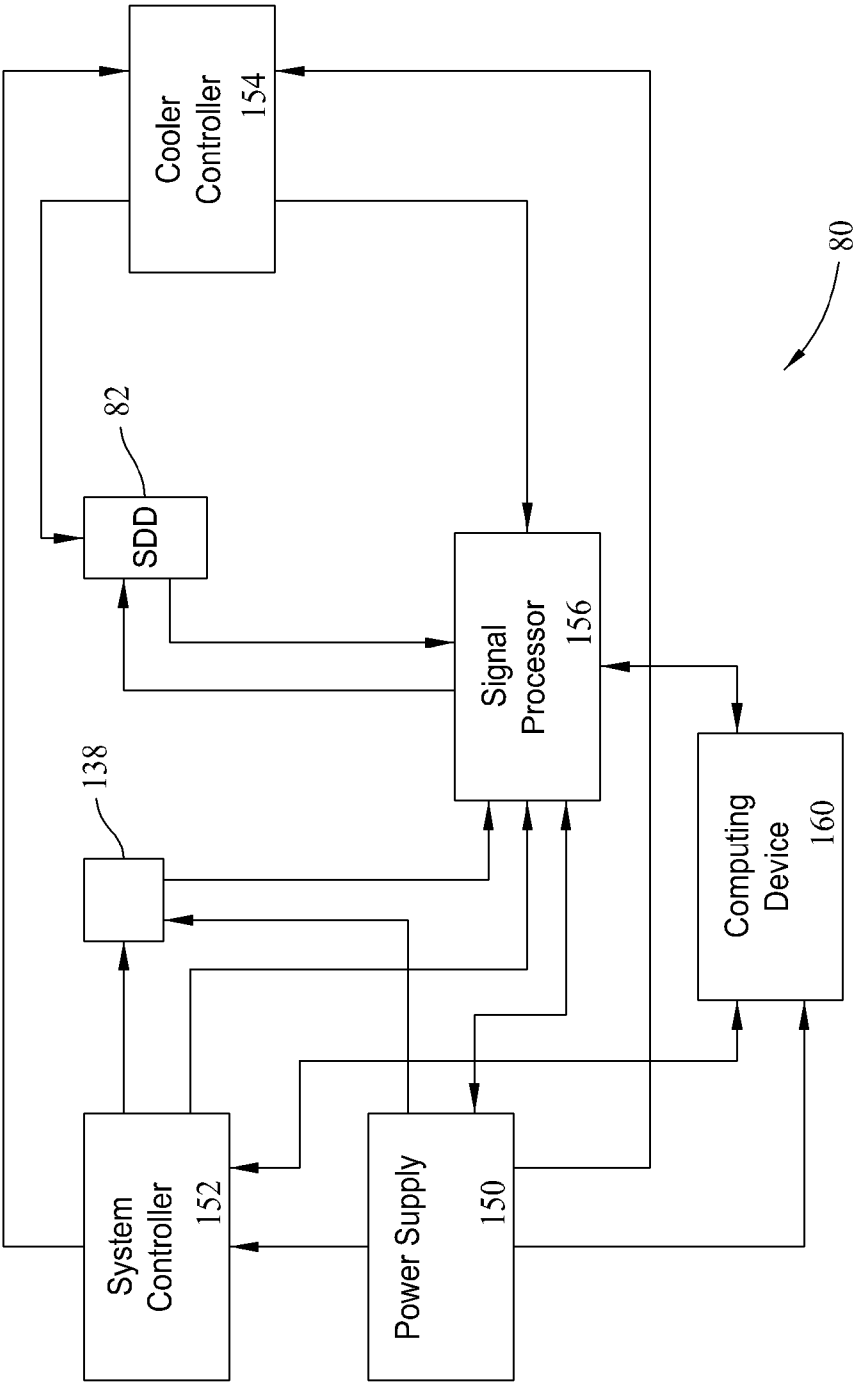 System
Controller
152
138
SDD
82
Cooler
Controller
154
Power Supply
150
Signal
Processor
156
Computing
Device
160
80